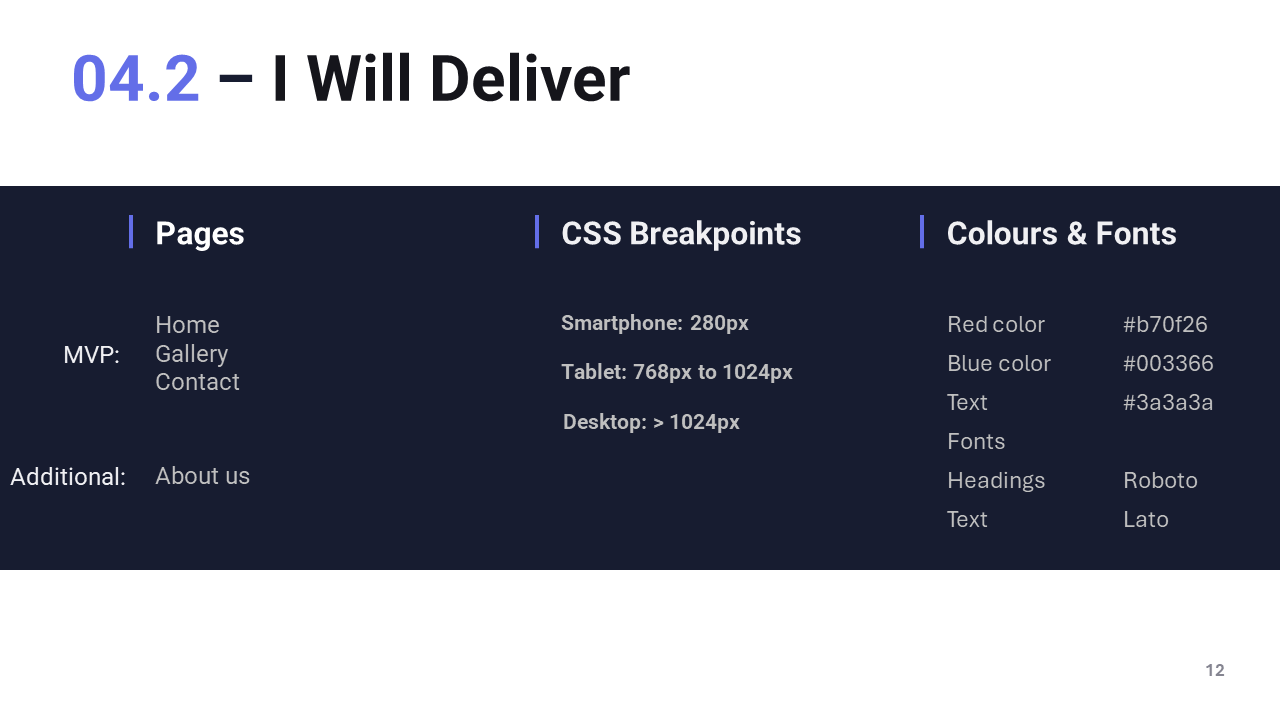 04.2 – I Will Deliver
Pages
MVP:
Home
Gallery
Contact
Additional:
About us
CSS Breakpoints
Smartphone: 280px
Tablet: 768px to 1024px
Desktop: > 1024px
Colours & Fonts
Red color #b70f26
Blue color #003366
Text #3a3a3a
Fonts
Headings Roboto
Text Lato
12